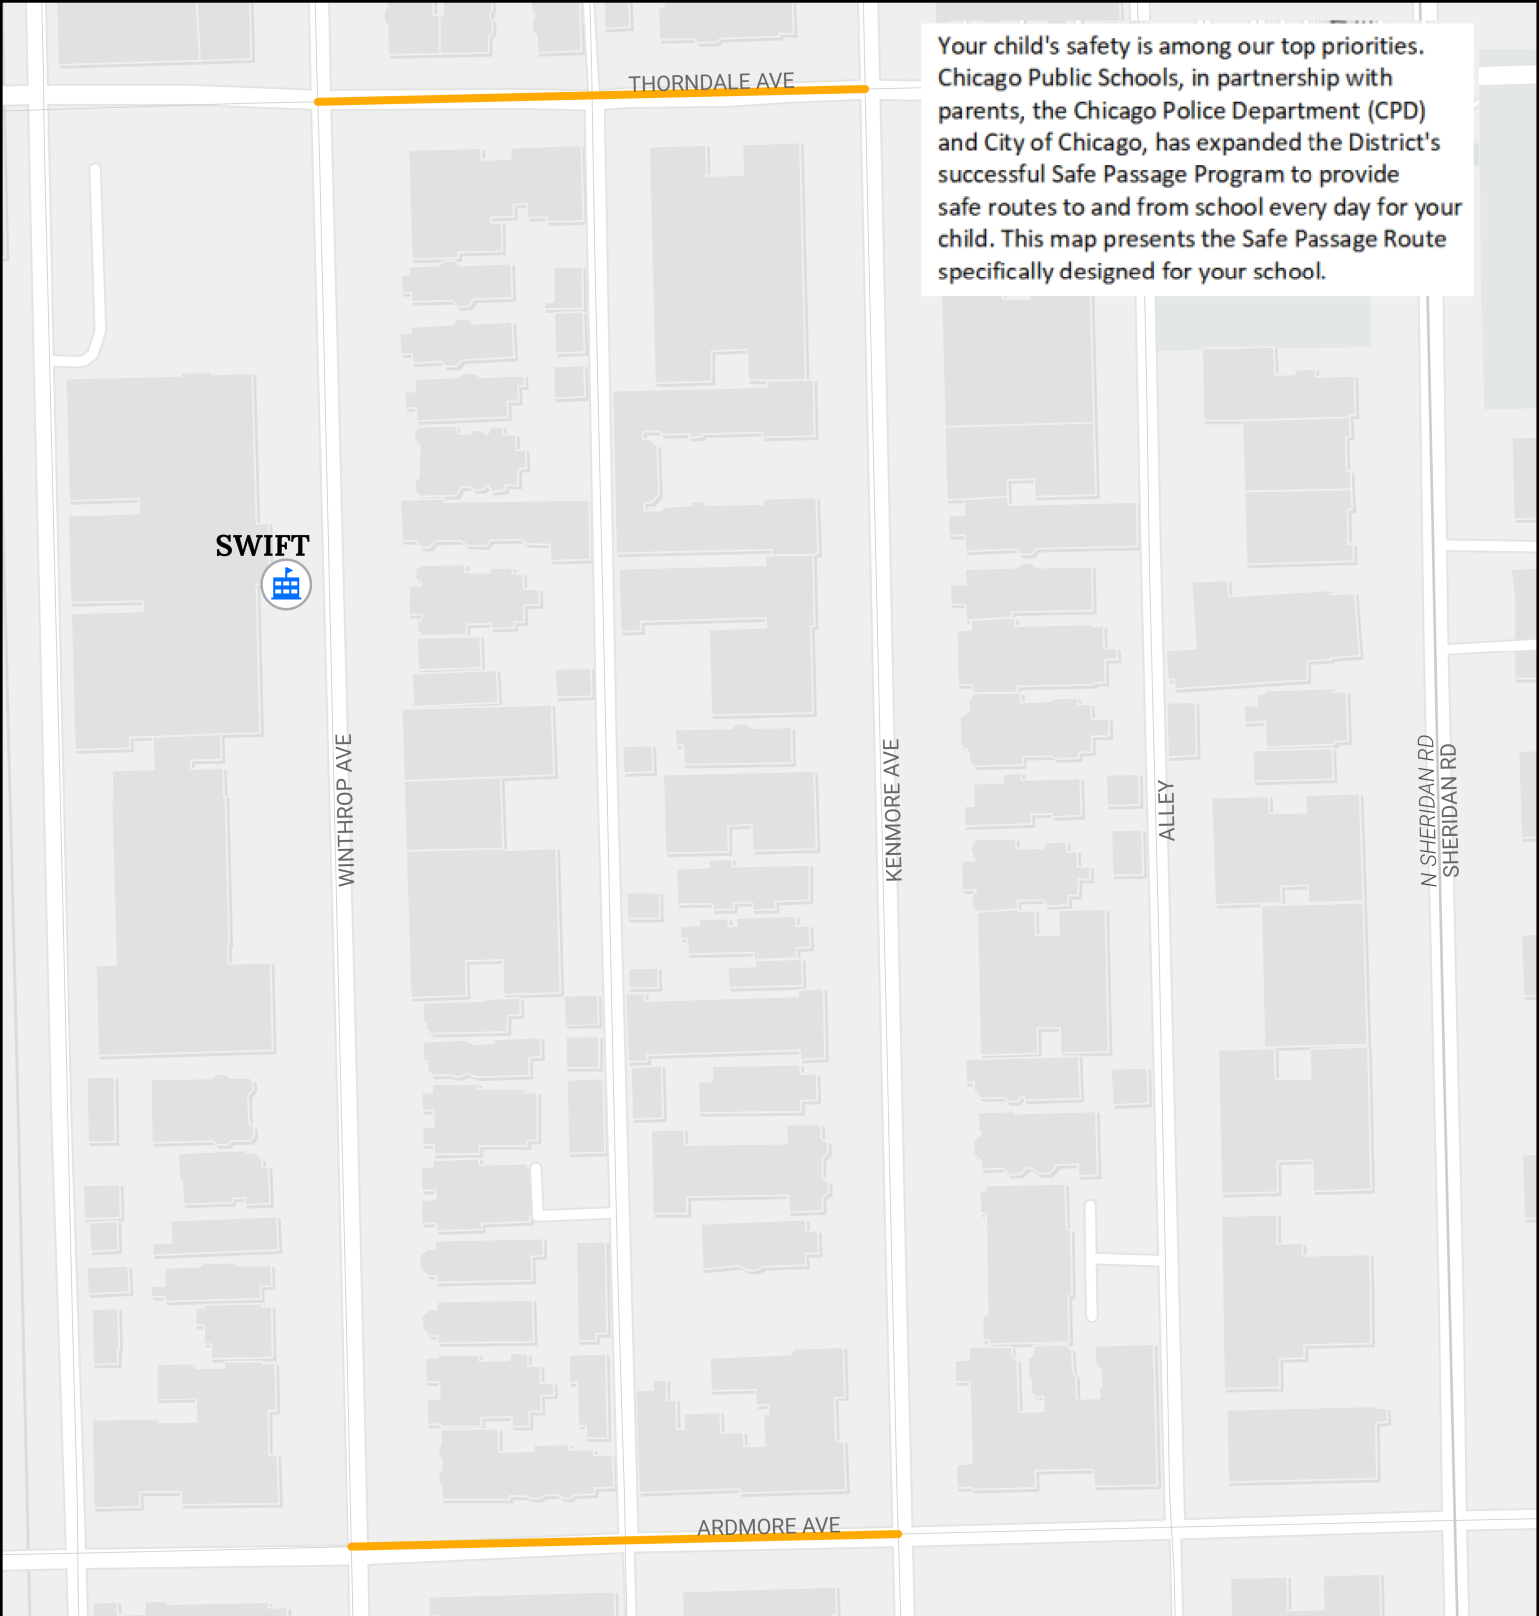 Your child's safety is among our top priorities.
Chicago Public Schools, in partnership with
parents, the Chicago Police Department (CPD)
and City of Chicago, has expanded the District's
successful Safe Passage Program to provide
safe routes to and from school every day for your
child. This map presents the Safe Passage Route
specifically designed for your school.
THORNDALE AVE
SWIFT
WINTHROP AVE
KENMORE AVE
ALLEY
N SHERIDAN RD
SHERIDAN RD
ARDMORE AVE